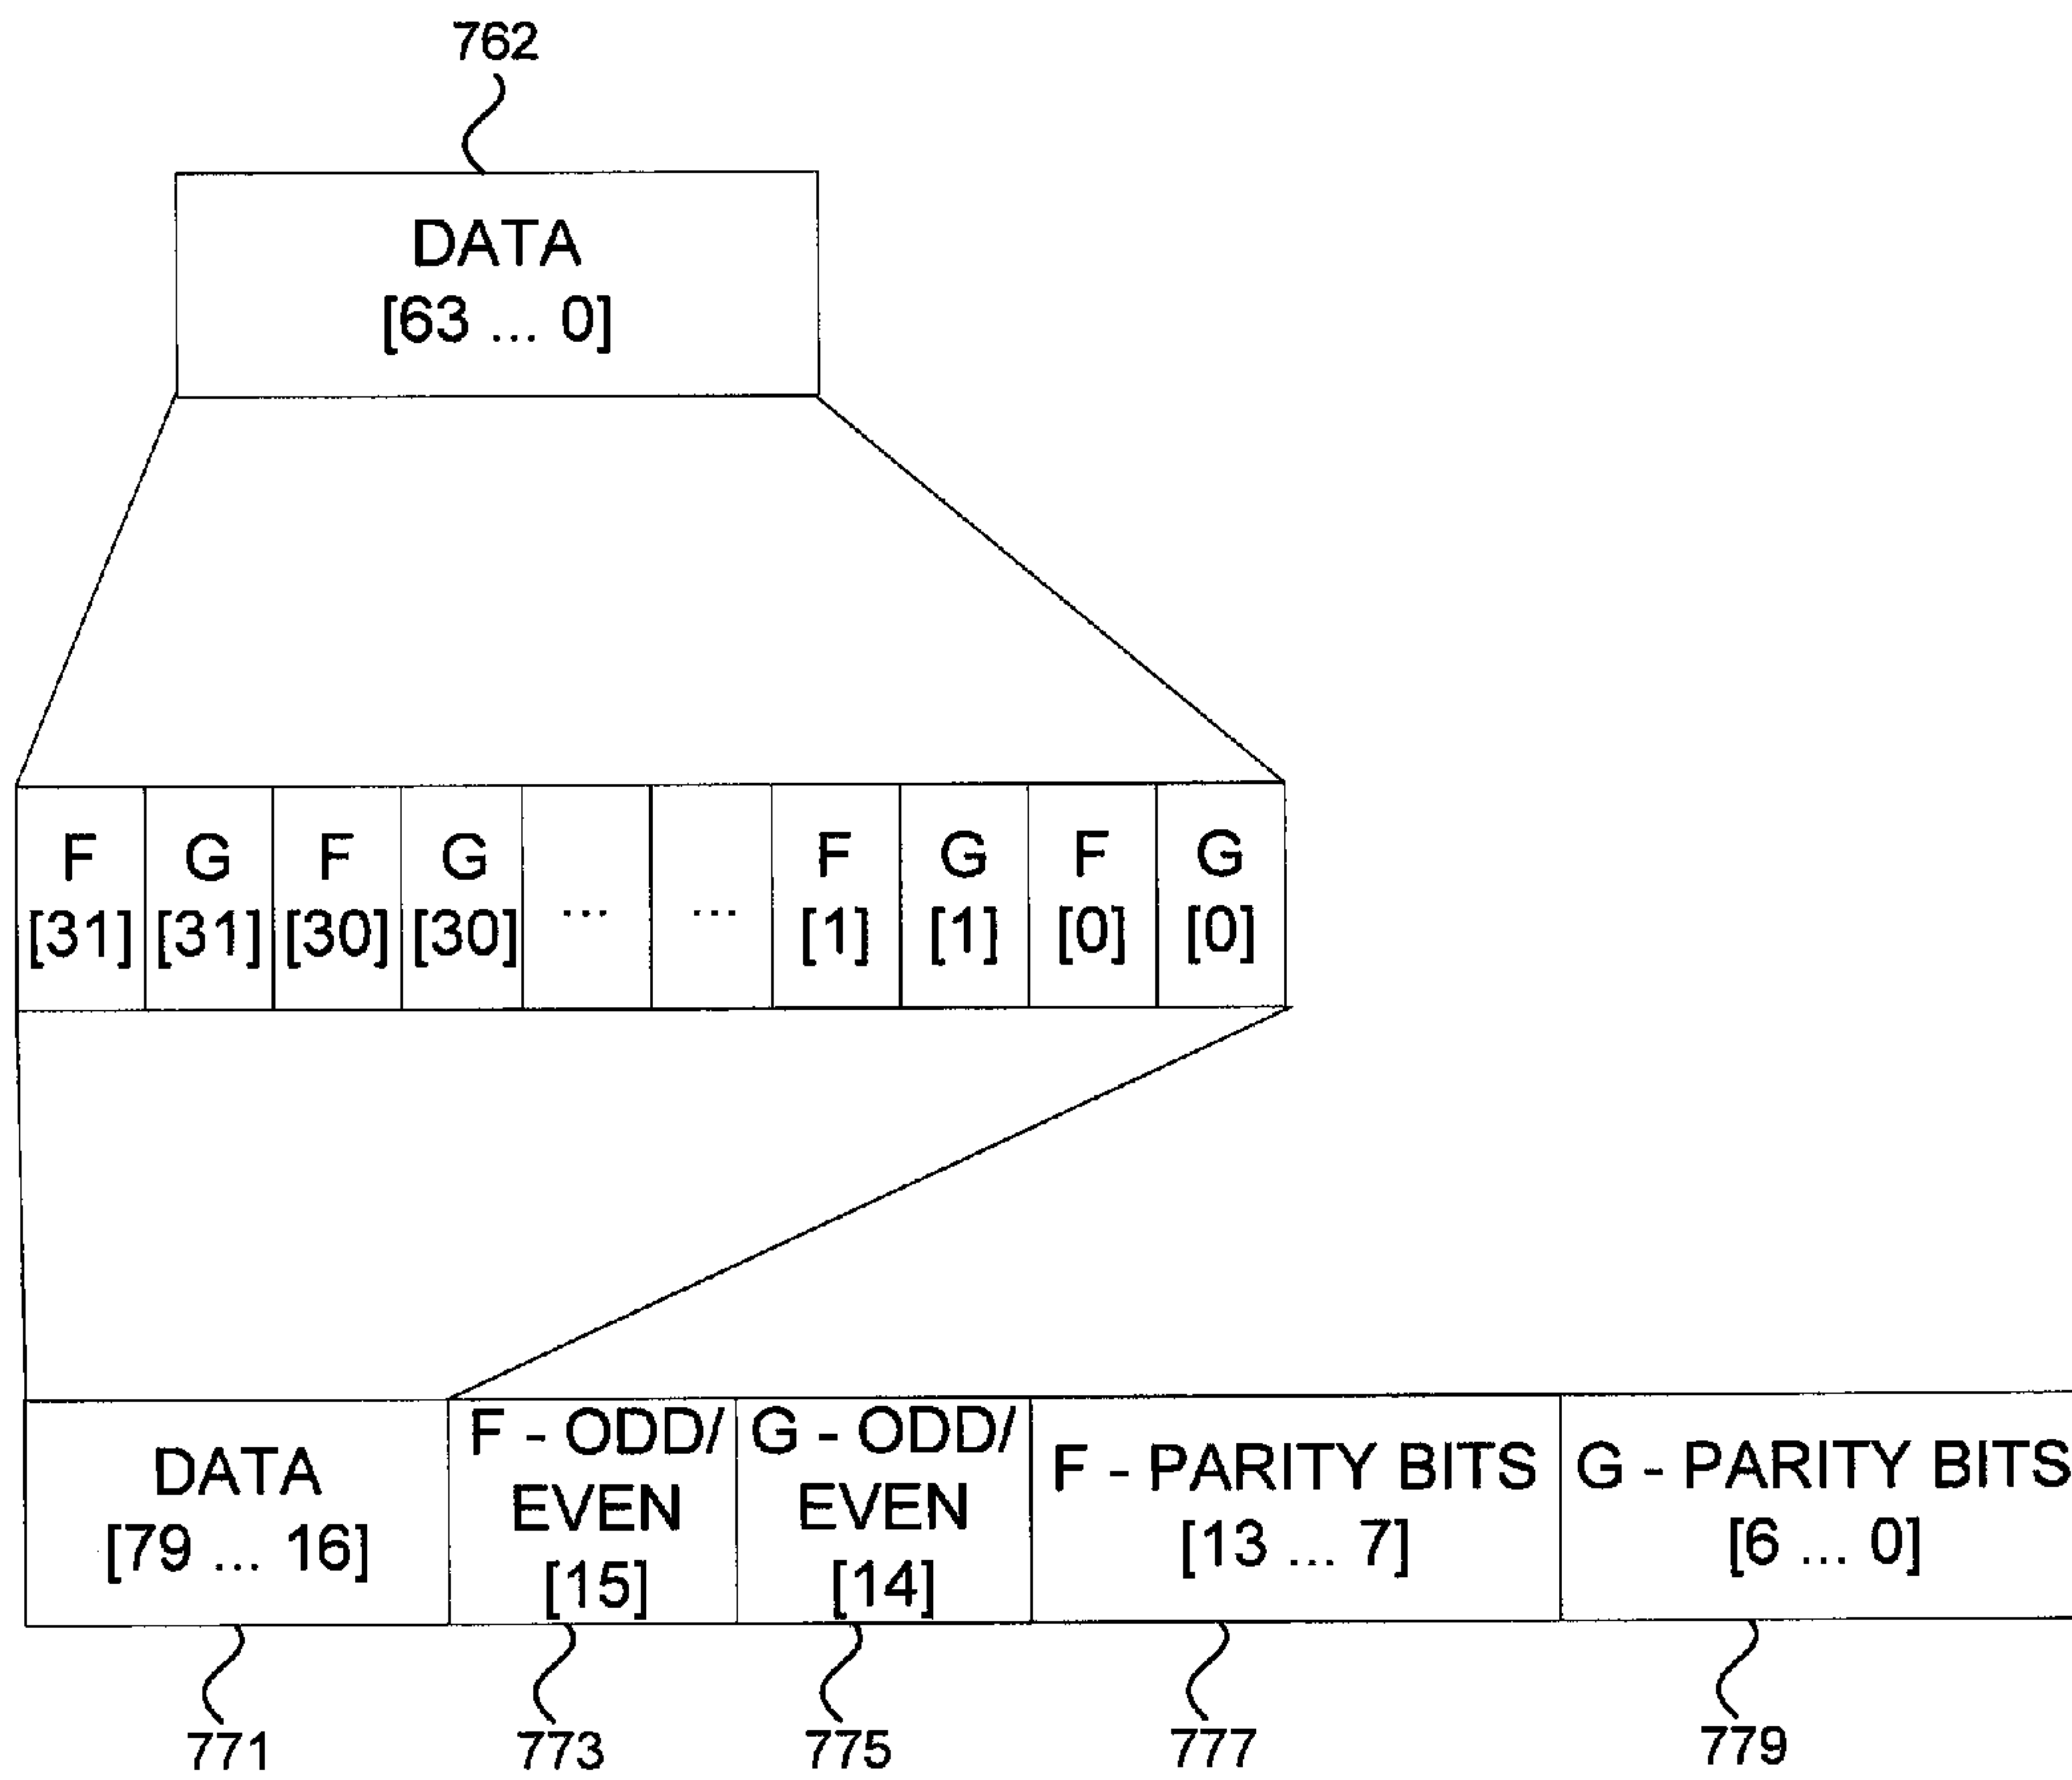 762
DATA
[63 ... 0]
F G F G F G F G
[31] [31] [30] [30] ... ... [1] [1] [0] [0]
DATA
[79 ... 16]
F - ODD/
EVEN
[15]
G - ODD/
EVEN
[14]
F - PARITY BITS
[13 ... 7]
G - PARITY BITS
[6 ... 0]
771 773 775 777 779